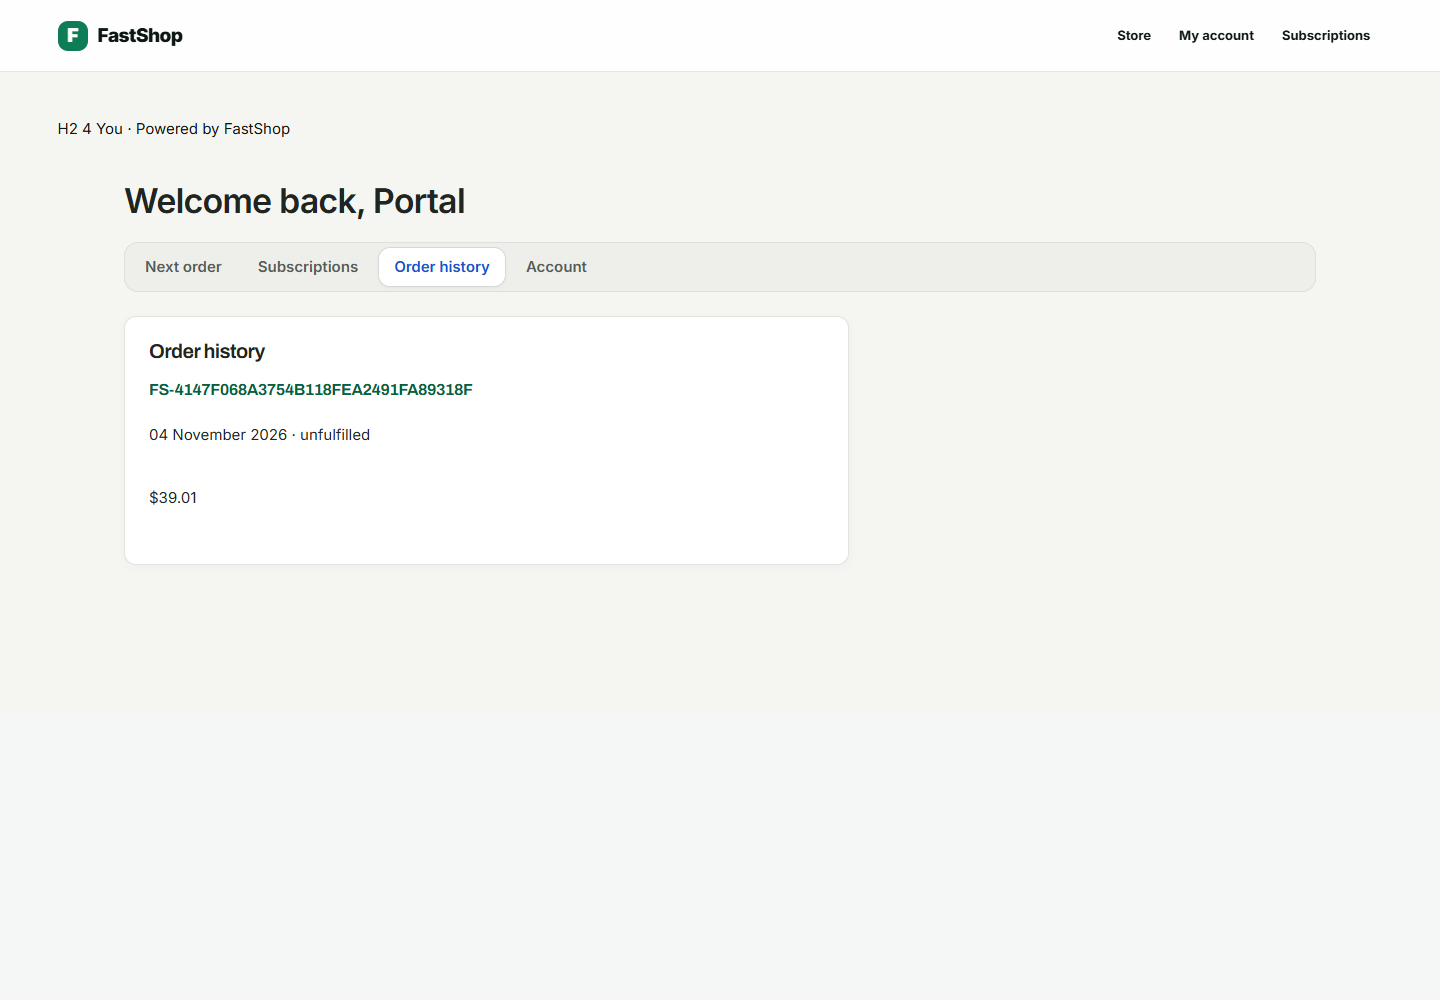 F FastShop
Store My account Subscriptions
H2 4 You · Powered by FastShop
Welcome back, Portal
Next order Subscriptions Order history Account
Order history
FS-4147F068A3754B118FEA2491FA89318F
04 November 2026 · unfulfilled
$39.01